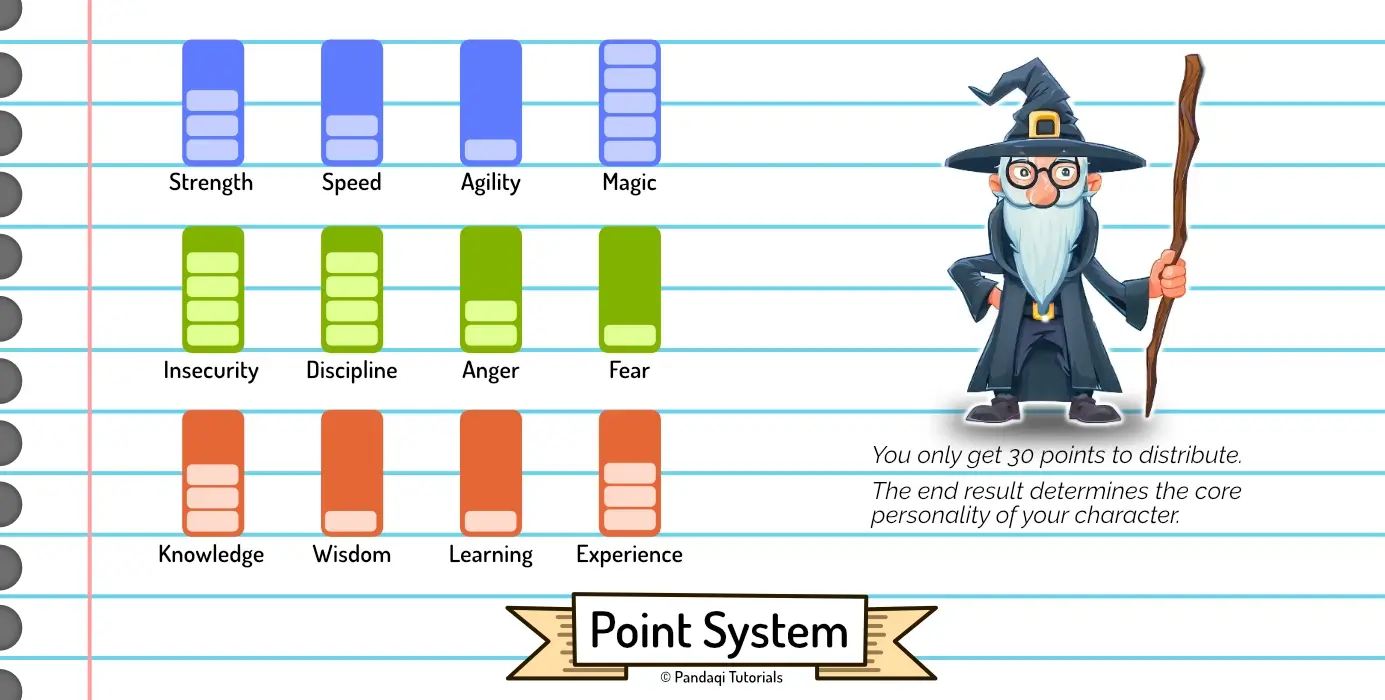 Strength Speed Agility Magic
Insecurity Discipline Anger Fear
Knowledge Wisdom Learning Experience
You only get 30 points to distribute.
The end result determines the core
personality of your character.
Point System
© Pandaqi Tutorials